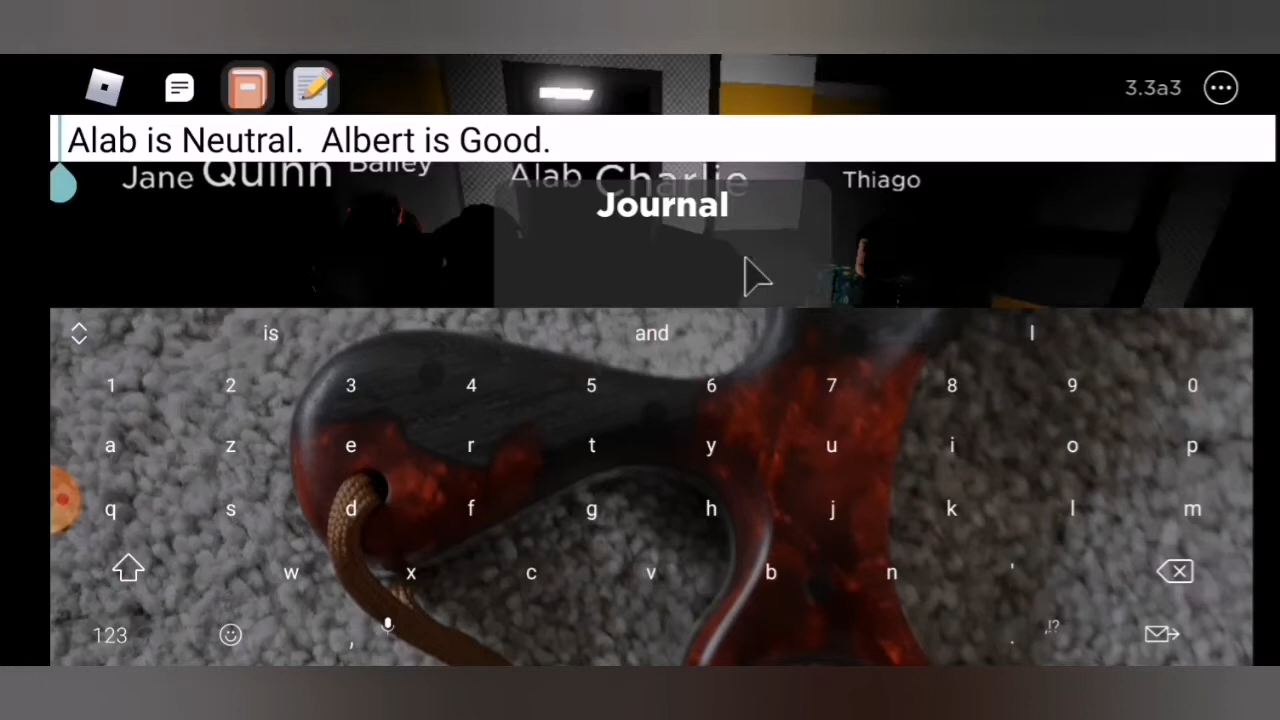 3.3a3
Alab is Neutral.  Albert is Good.
Jane Quinn Bailey Alab Charlie Thiago
Journal
is and I
1 2 3 4 5 6 7 8 9 0
a z e r t y u i o p
q s d f g h j k l m
w x c v b n '
123 , . ,!?